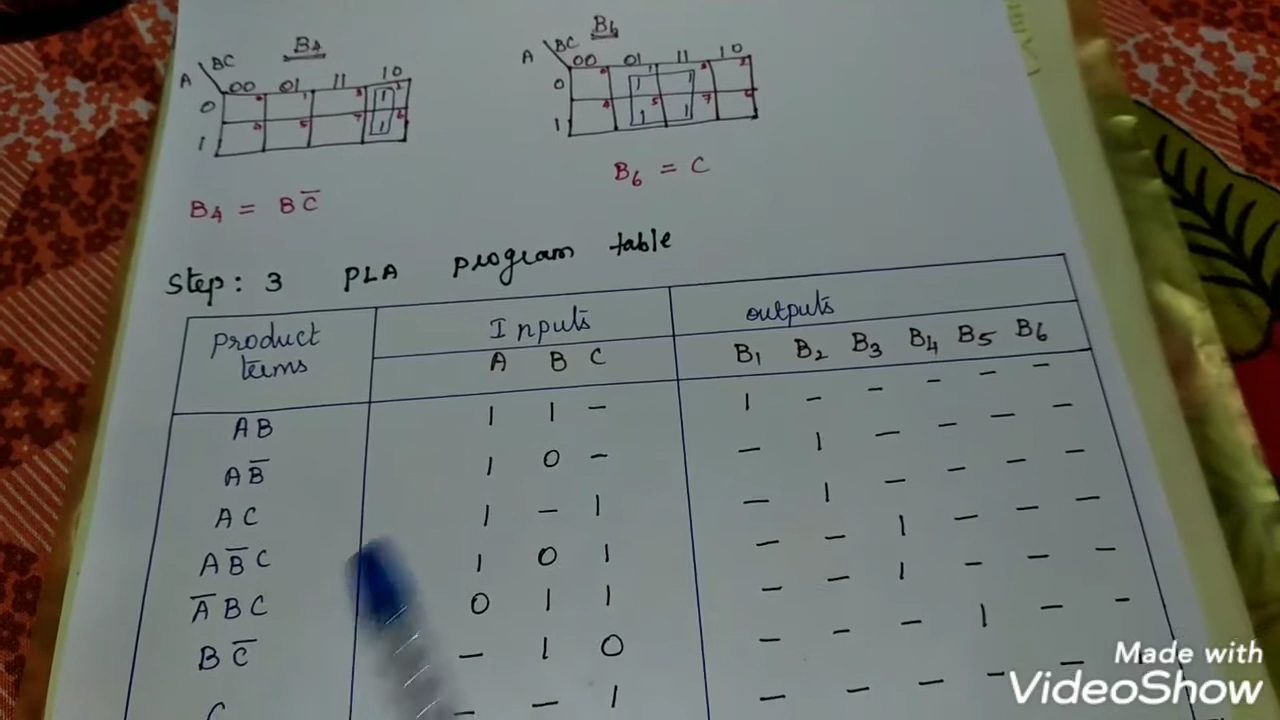 B4
A BC 00 01 11 10
0 1
1 1
B4 = BC̅
B6
A BC 00 01 11 10
0 1 1
1 1 1
B6 = C
Step: 3 PLA program table
Product terms Inputs outputs
A B C B1 B2 B3 B4 B5 B6
AB 1 1 – 1 – – – – –
AB̅ 1 0 – – 1 – – – –
AC 1 – 1 – 1 – – – –
AB̅C 1 0 1 – – 1 – – –
A̅BC 0 1 1 – – 1 – – –
BC̅ – 1 0 – – – 1 – –
C – – 1 – – – – –
Made with
VideoShow